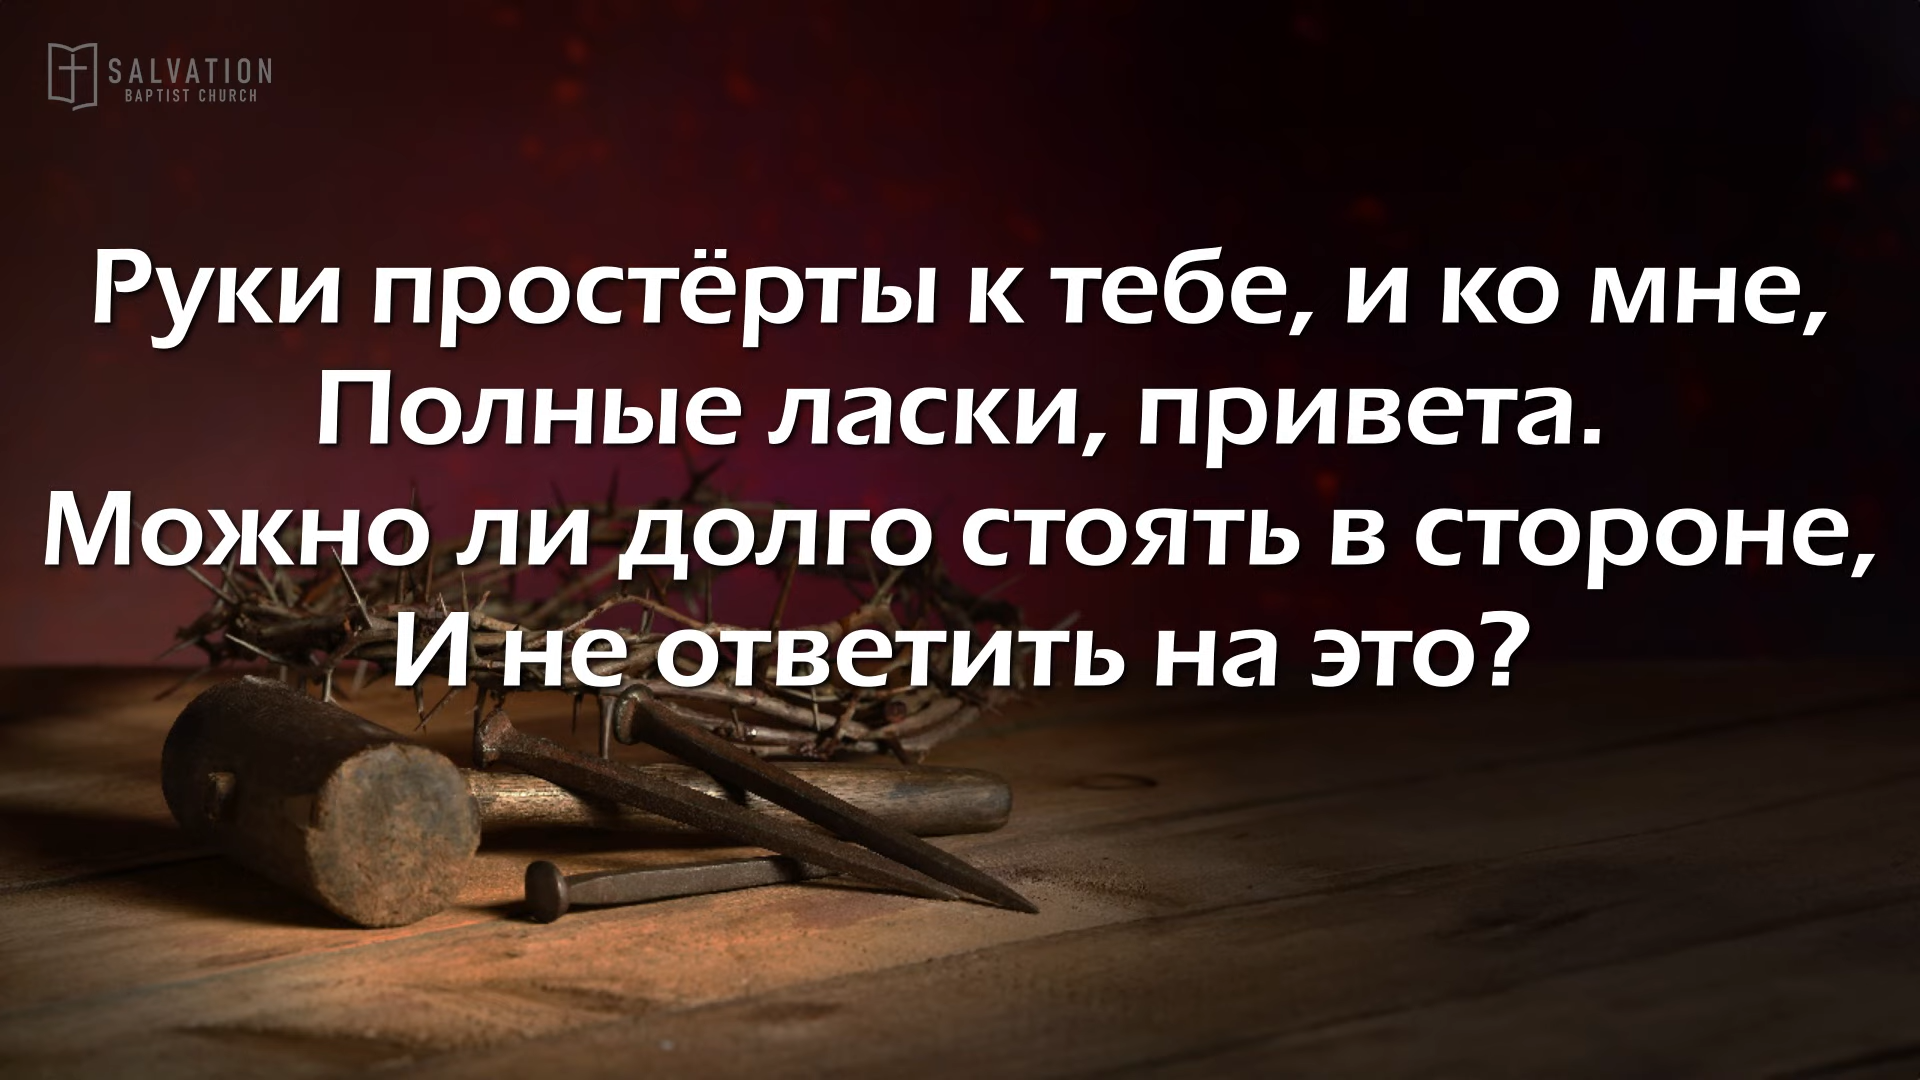 SALVATION
BAPTIST CHURCH
Руки простёрты к тебе, и ко мне,
Полные ласки, привета.
Можно ли долго стоять в стороне,
И не ответить на это?